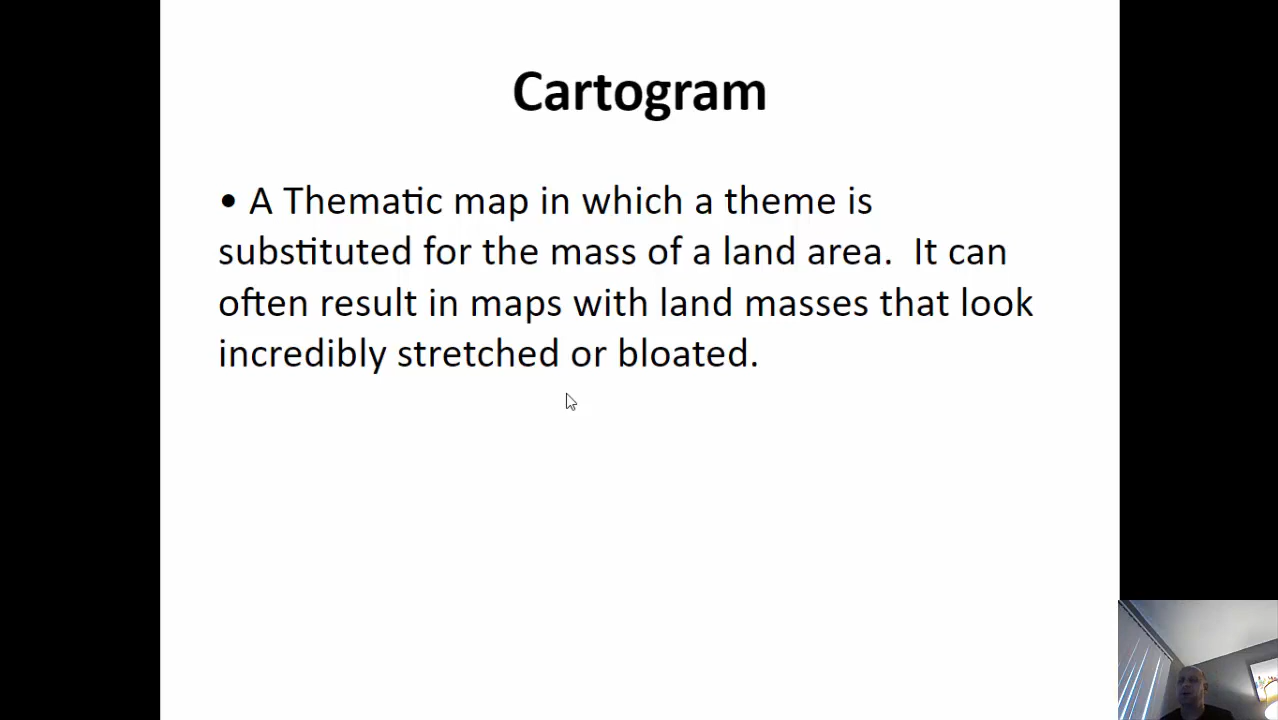 Cartogram
• A Thematic map in which a theme is
substituted for the mass of a land area.  It can
often result in maps with land masses that look
incredibly stretched or bloated.